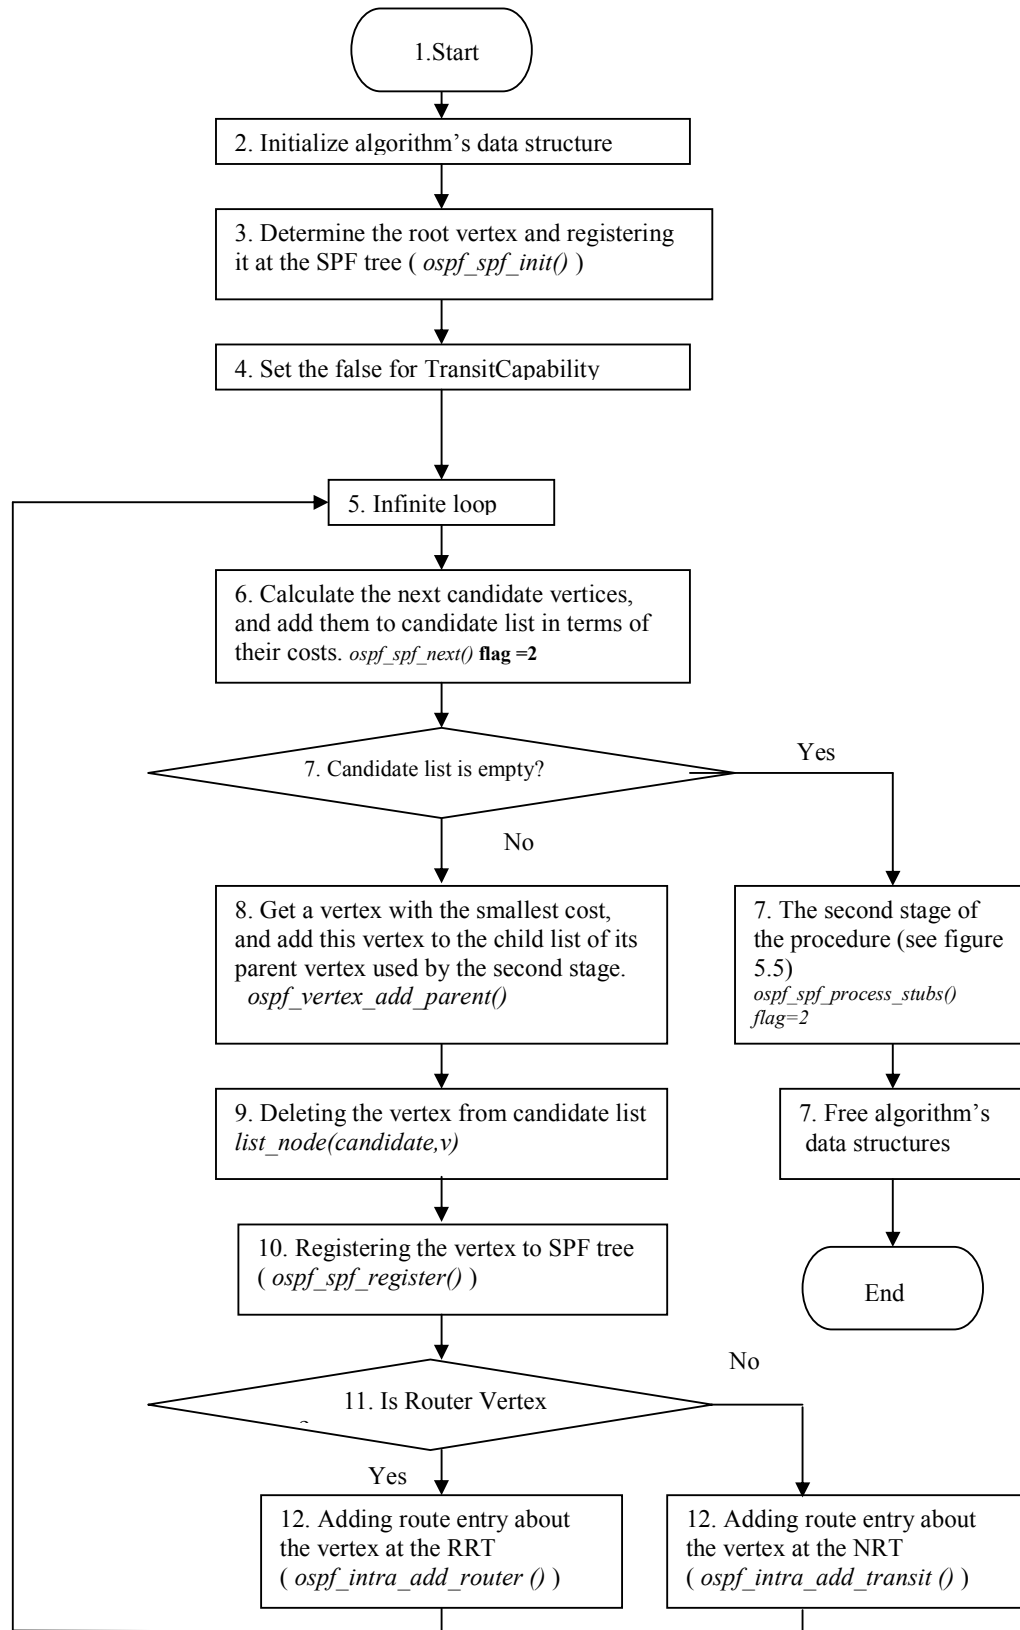 1.Start
2. Initialize algorithm’s data structure
3. Determine the root vertex and registering
it at the SPF tree ( ospf_spf_init() )
4. Set the false for TransitCapability
5. Infinite loop
6. Calculate the next candidate vertices,
and add them to candidate list in terms of
their costs. ospf_spf_next() flag =2
7. Candidate list is empty?
Yes
No
8. Get a vertex with the smallest cost,
and add this vertex to the child list of its
parent vertex used by the second stage.
ospf_vertex_add_parent()
7. The second stage of
the procedure (see figure
5.5)
ospf_spf_process_stubs()
flag=2
9. Deleting the vertex from candidate list
list_node(candidate,v)
7. Free algorithm’s
data structures
10. Registering the vertex to SPF tree
( ospf_spf_register() )
End
No
11. Is Router Vertex
Yes
12. Adding route entry about
the vertex at the RRT
( ospf_intra_add_router () )
12. Adding route entry about
the vertex at the NRT
( ospf_intra_add_transit () )